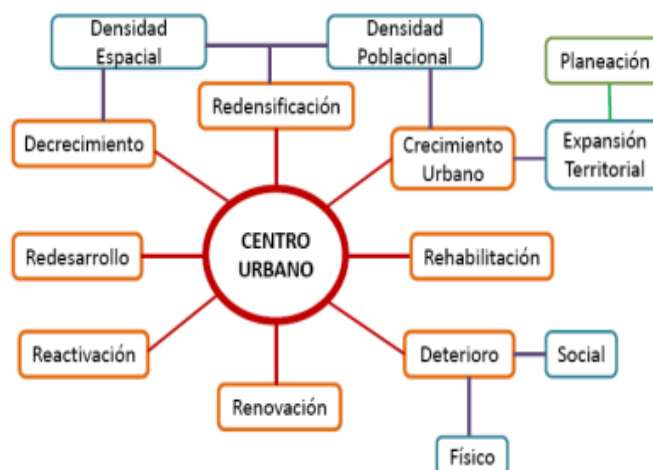 Densidad
Espacial
Densidad
Poblacional
Planeación
Redensificación
Decrecimiento
Crecimiento
Urbano
Expansión
Territorial
CENTRO
URBANO
Redesarrollo
Rehabilitación
Reactivación
Deterioro
Social
Renovación
Físico